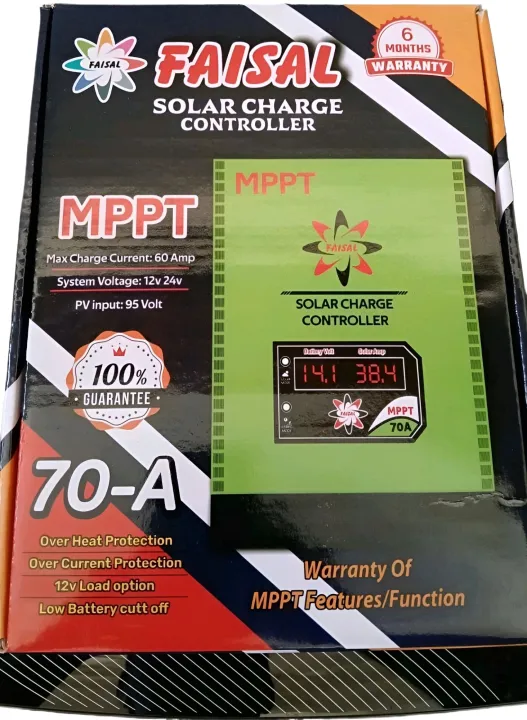 FAISAL
FAISAL
6
MONTHS
WARRANTY
SOLAR CHARGE
CONTROLLER
MPPT
Max Charge Current: 60 Amp
System Voltage: 12v 24v
PV input: 95 Volt
100%
GUARANTEE
MPPT
FAISAL
SOLAR CHARGE
CONTROLLER
Battery Volt Solar Amp
14.1 38.4
FAISAL
MPPT
70A
70-A
Over Heat Protection
Over Current Protection
12v Load option
Low Battery cutt off
Warranty Of
MPPT Features/Function